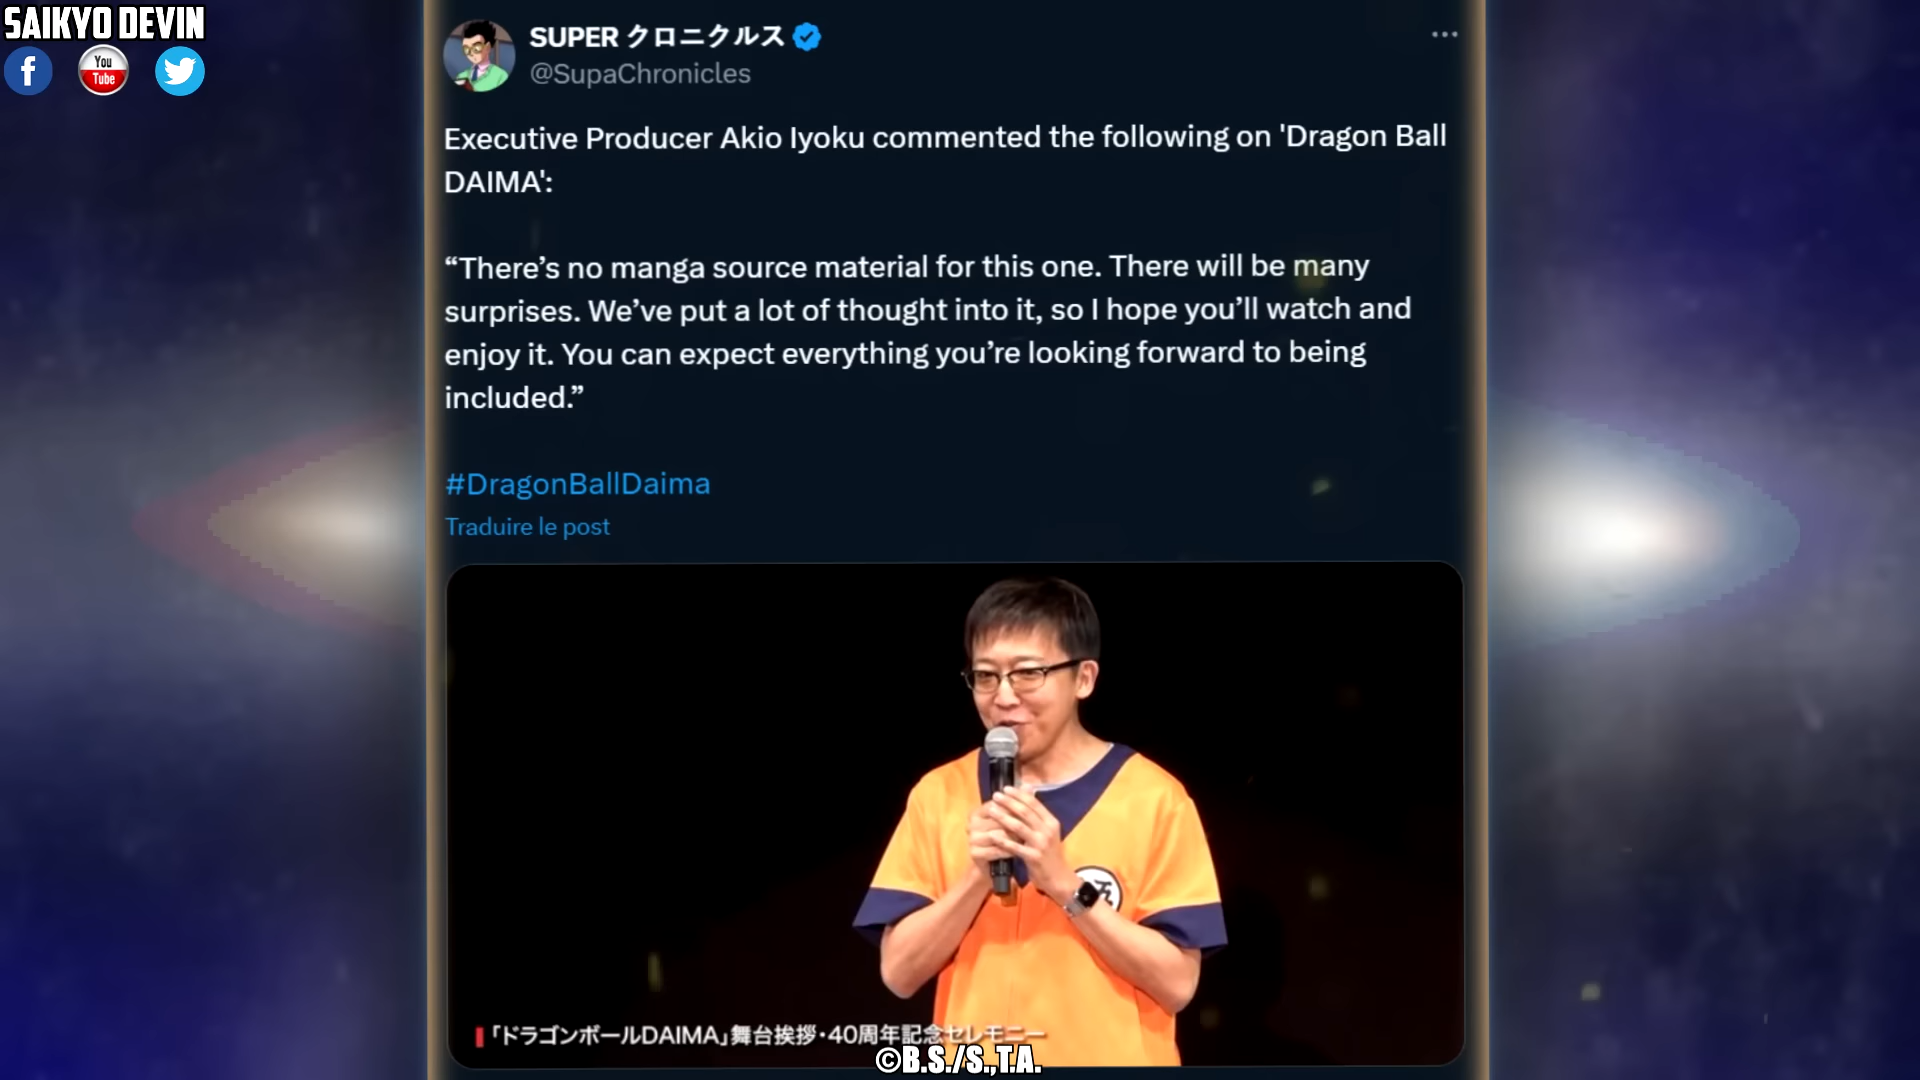 SAIKYO DEVIN
f
You
Tube
SUPER クロニクルス
@SupaChronicles
Executive Producer Akio Iyoku commented the following on 'Dragon Ball
DAIMA':
“There’s no manga source material for this one. There will be many
surprises. We’ve put a lot of thought into it, so I hope you’ll watch and
enjoy it. You can expect everything you’re looking forward to being
included.”
#DragonBallDaima
Traduire le post
「ドラゴンボールDAIMA」舞台挨拶・40周年記念セレモニー
©B.S./S.,T.A.